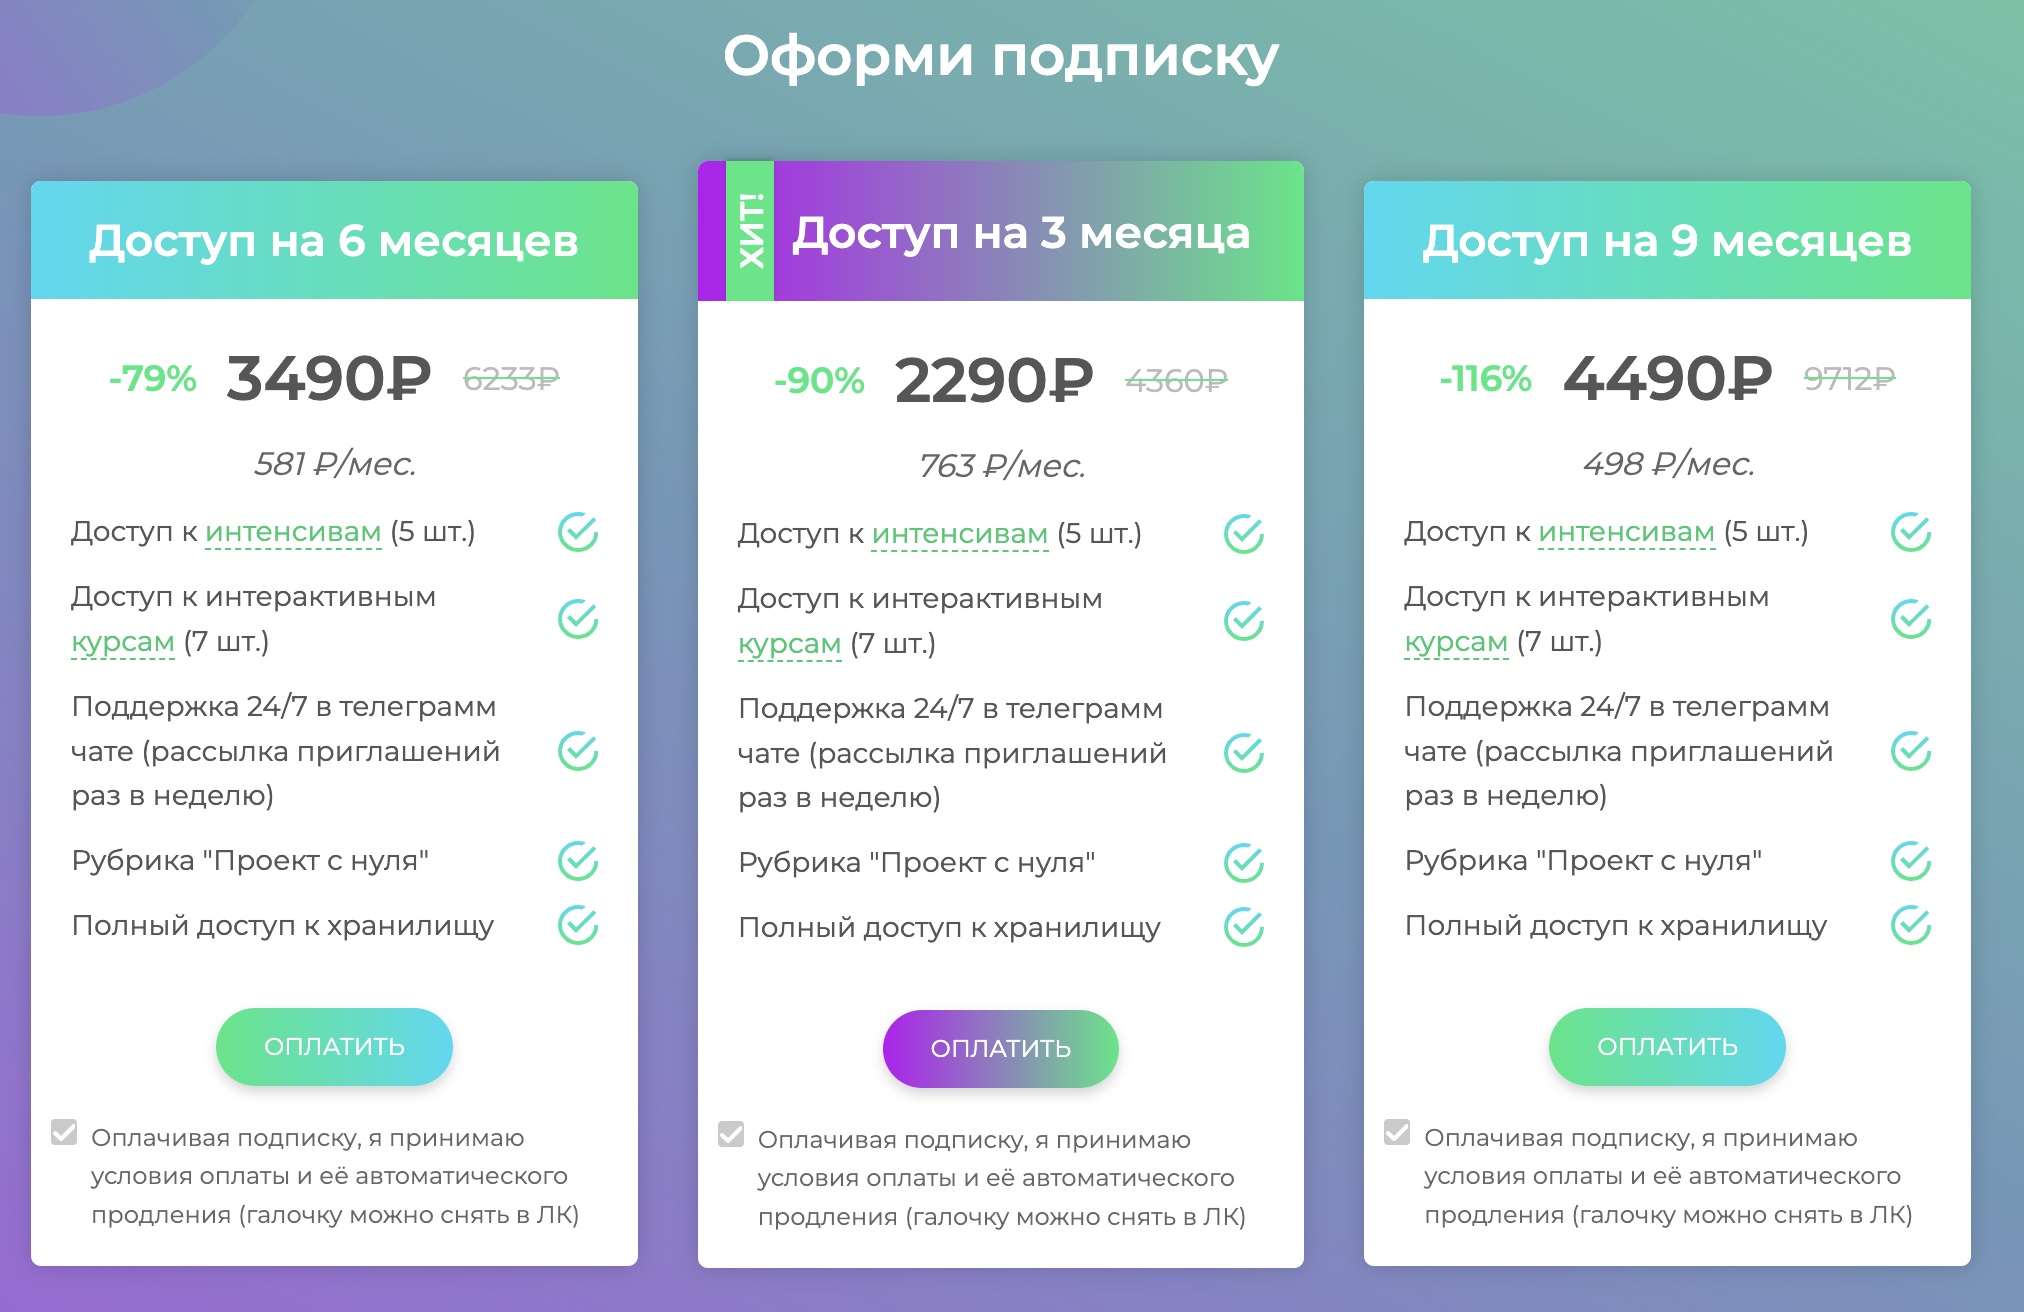 Оформи подписку
Доступ на 6 месяцев
-79% 3490₽ 6233₽
581 ₽/мес.
Доступ к интенсивам (5 шт.)
Доступ к интерактивным
курсам (7 шт.)
Поддержка 24/7 в телеграмм
чате (рассылка приглашений
раз в неделю)
Рубрика "Проект с нуля"
Полный доступ к хранилищу
ОПЛАТИТЬ
Оплачивая подписку, я принимаю
условия оплаты и её автоматического
продления (галочку можно снять в ЛК)
ХИТ!
Доступ на 3 месяца
-90% 2290₽ 4360₽
763 ₽/мес.
Доступ к интенсивам (5 шт.)
Доступ к интерактивным
курсам (7 шт.)
Поддержка 24/7 в телеграмм
чате (рассылка приглашений
раз в неделю)
Рубрика "Проект с нуля"
Полный доступ к хранилищу
ОПЛАТИТЬ
Оплачивая подписку, я принимаю
условия оплаты и её автоматического
продления (галочку можно снять в ЛК)
Доступ на 9 месяцев
-116% 4490₽ 9712₽
498 ₽/мес.
Доступ к интенсивам (5 шт.)
Доступ к интерактивным
курсам (7 шт.)
Поддержка 24/7 в телеграмм
чате (рассылка приглашений
раз в неделю)
Рубрика "Проект с нуля"
Полный доступ к хранилищу
ОПЛАТИТЬ
Оплачивая подписку, я принимаю
условия оплаты и её автоматического
продления (галочку можно снять в ЛК)